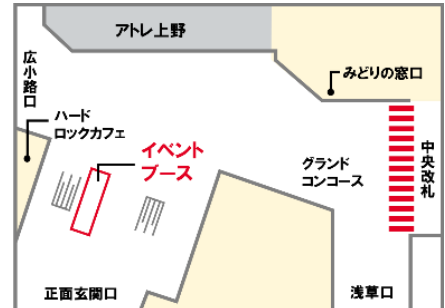 アトレ上野
広小路口
みどりの窓口
ハード
ロックカフェ
イベント
ブース
グランド
コンコース
中央改札
正面玄関口
浅草口